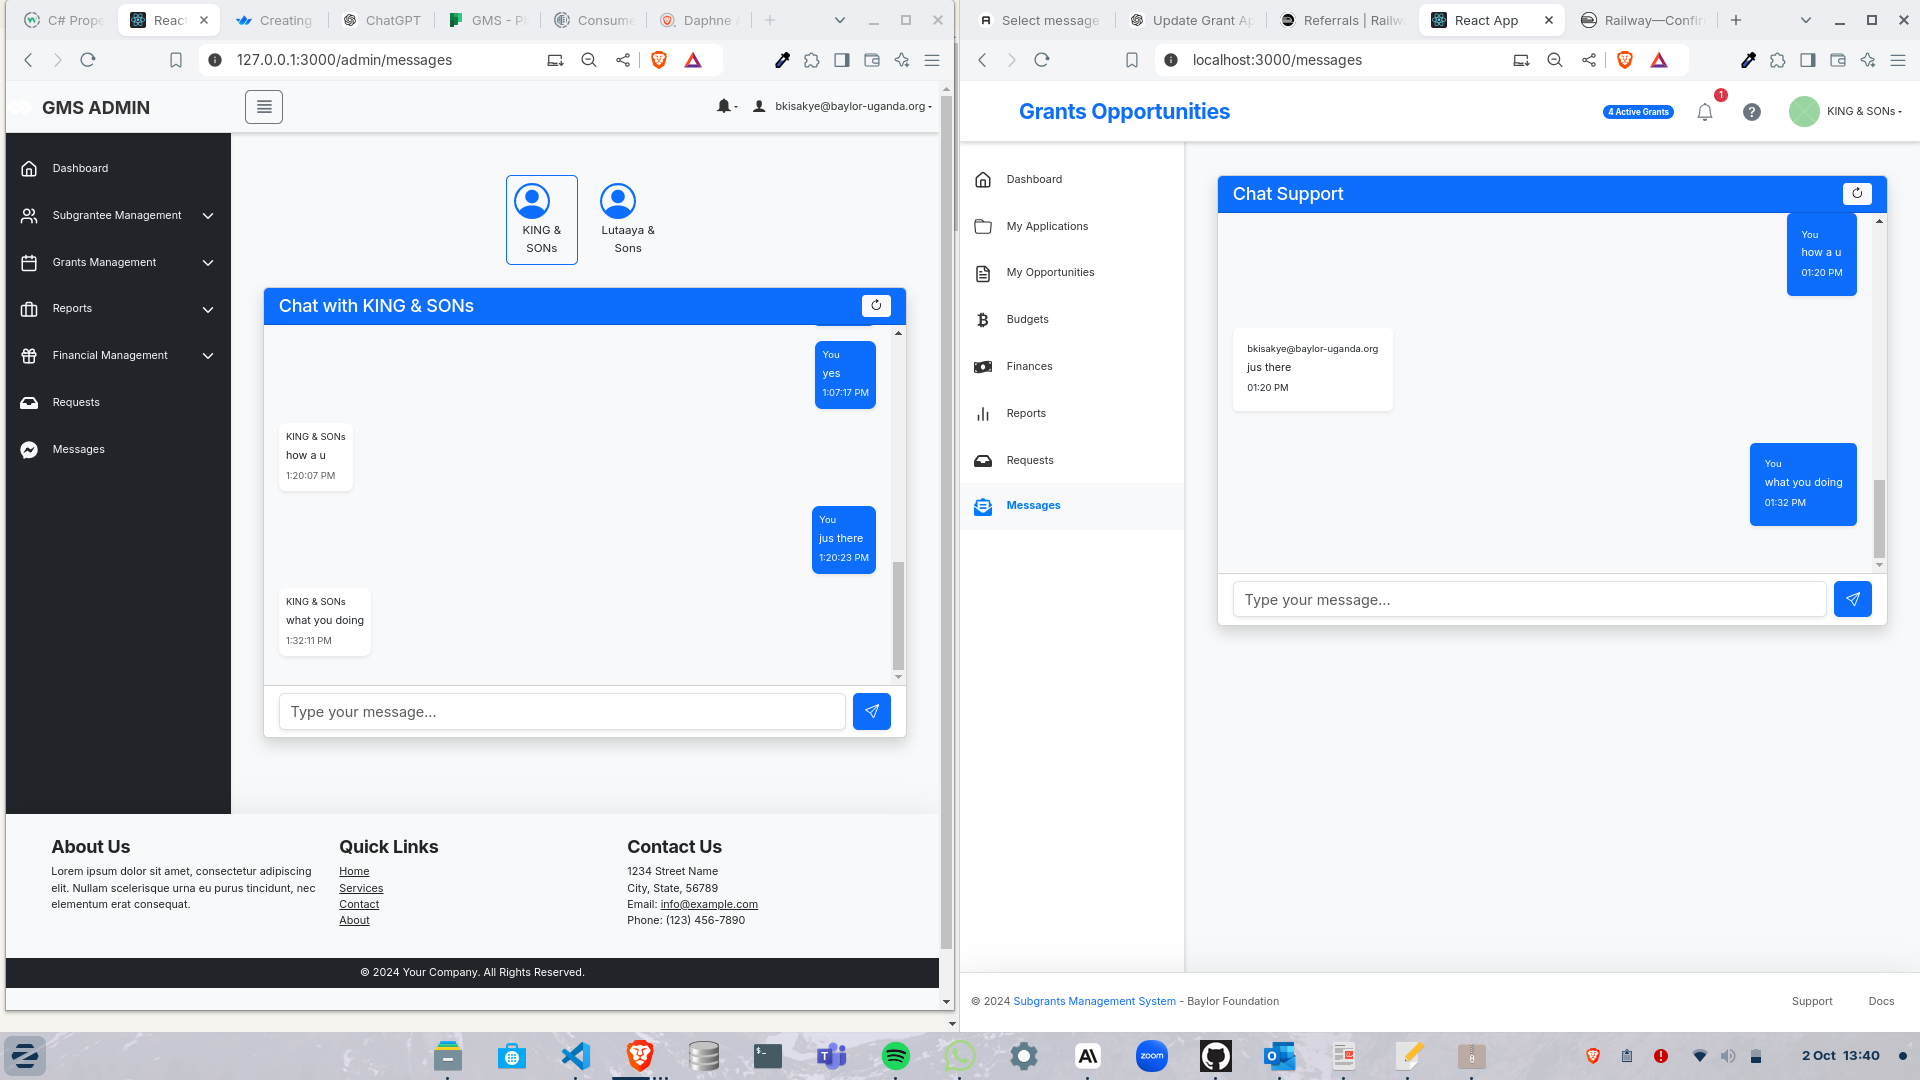 C# Prope
React
Creating
ChatGPT
GMS - Pl
Consume
Daphne
127.0.0.1:3000/admin/messages
GMS ADMIN
bkisakye@baylor-uganda.org
Dashboard
Subgrantee Management
Grants Management
Reports
Financial Management
Requests
Messages
KING &
SONs
Lutaaya &
Sons
Chat with KING & SONs
You
yes
1:07:17 PM
KING & SONs
how a u
1:20:07 PM
You
jus there
1:20:23 PM
KING & SONs
what you doing
1:32:11 PM
Type your message...
About Us
Lorem ipsum dolor sit amet, consectetur adipiscing
elit. Nullam scelerisque urna eu purus tincidunt, nec
elementum erat consequat.
Quick Links
Home
Services
Contact
About
Contact Us
1234 Street Name
City, State, 56789
Email: info@example.com
Phone: (123) 456-7890
© 2024 Your Company. All Rights Reserved.
Select message
Update Grant Ap
Referrals | Railw
React App
Railway—Confir
localhost:3000/messages
Grants Opportunities
4 Active Grants
1
KING & SONs
Dashboard
My Applications
My Opportunities
Budgets
Finances
Reports
Requests
Messages
Chat Support
You
how a u
01:20 PM
bkisakye@baylor-uganda.org
jus there
01:20 PM
You
what you doing
01:32 PM
Type your message...
© 2024 Subgrants Management System - Baylor Foundation
Support
Docs
zoom
2 Oct 13:40